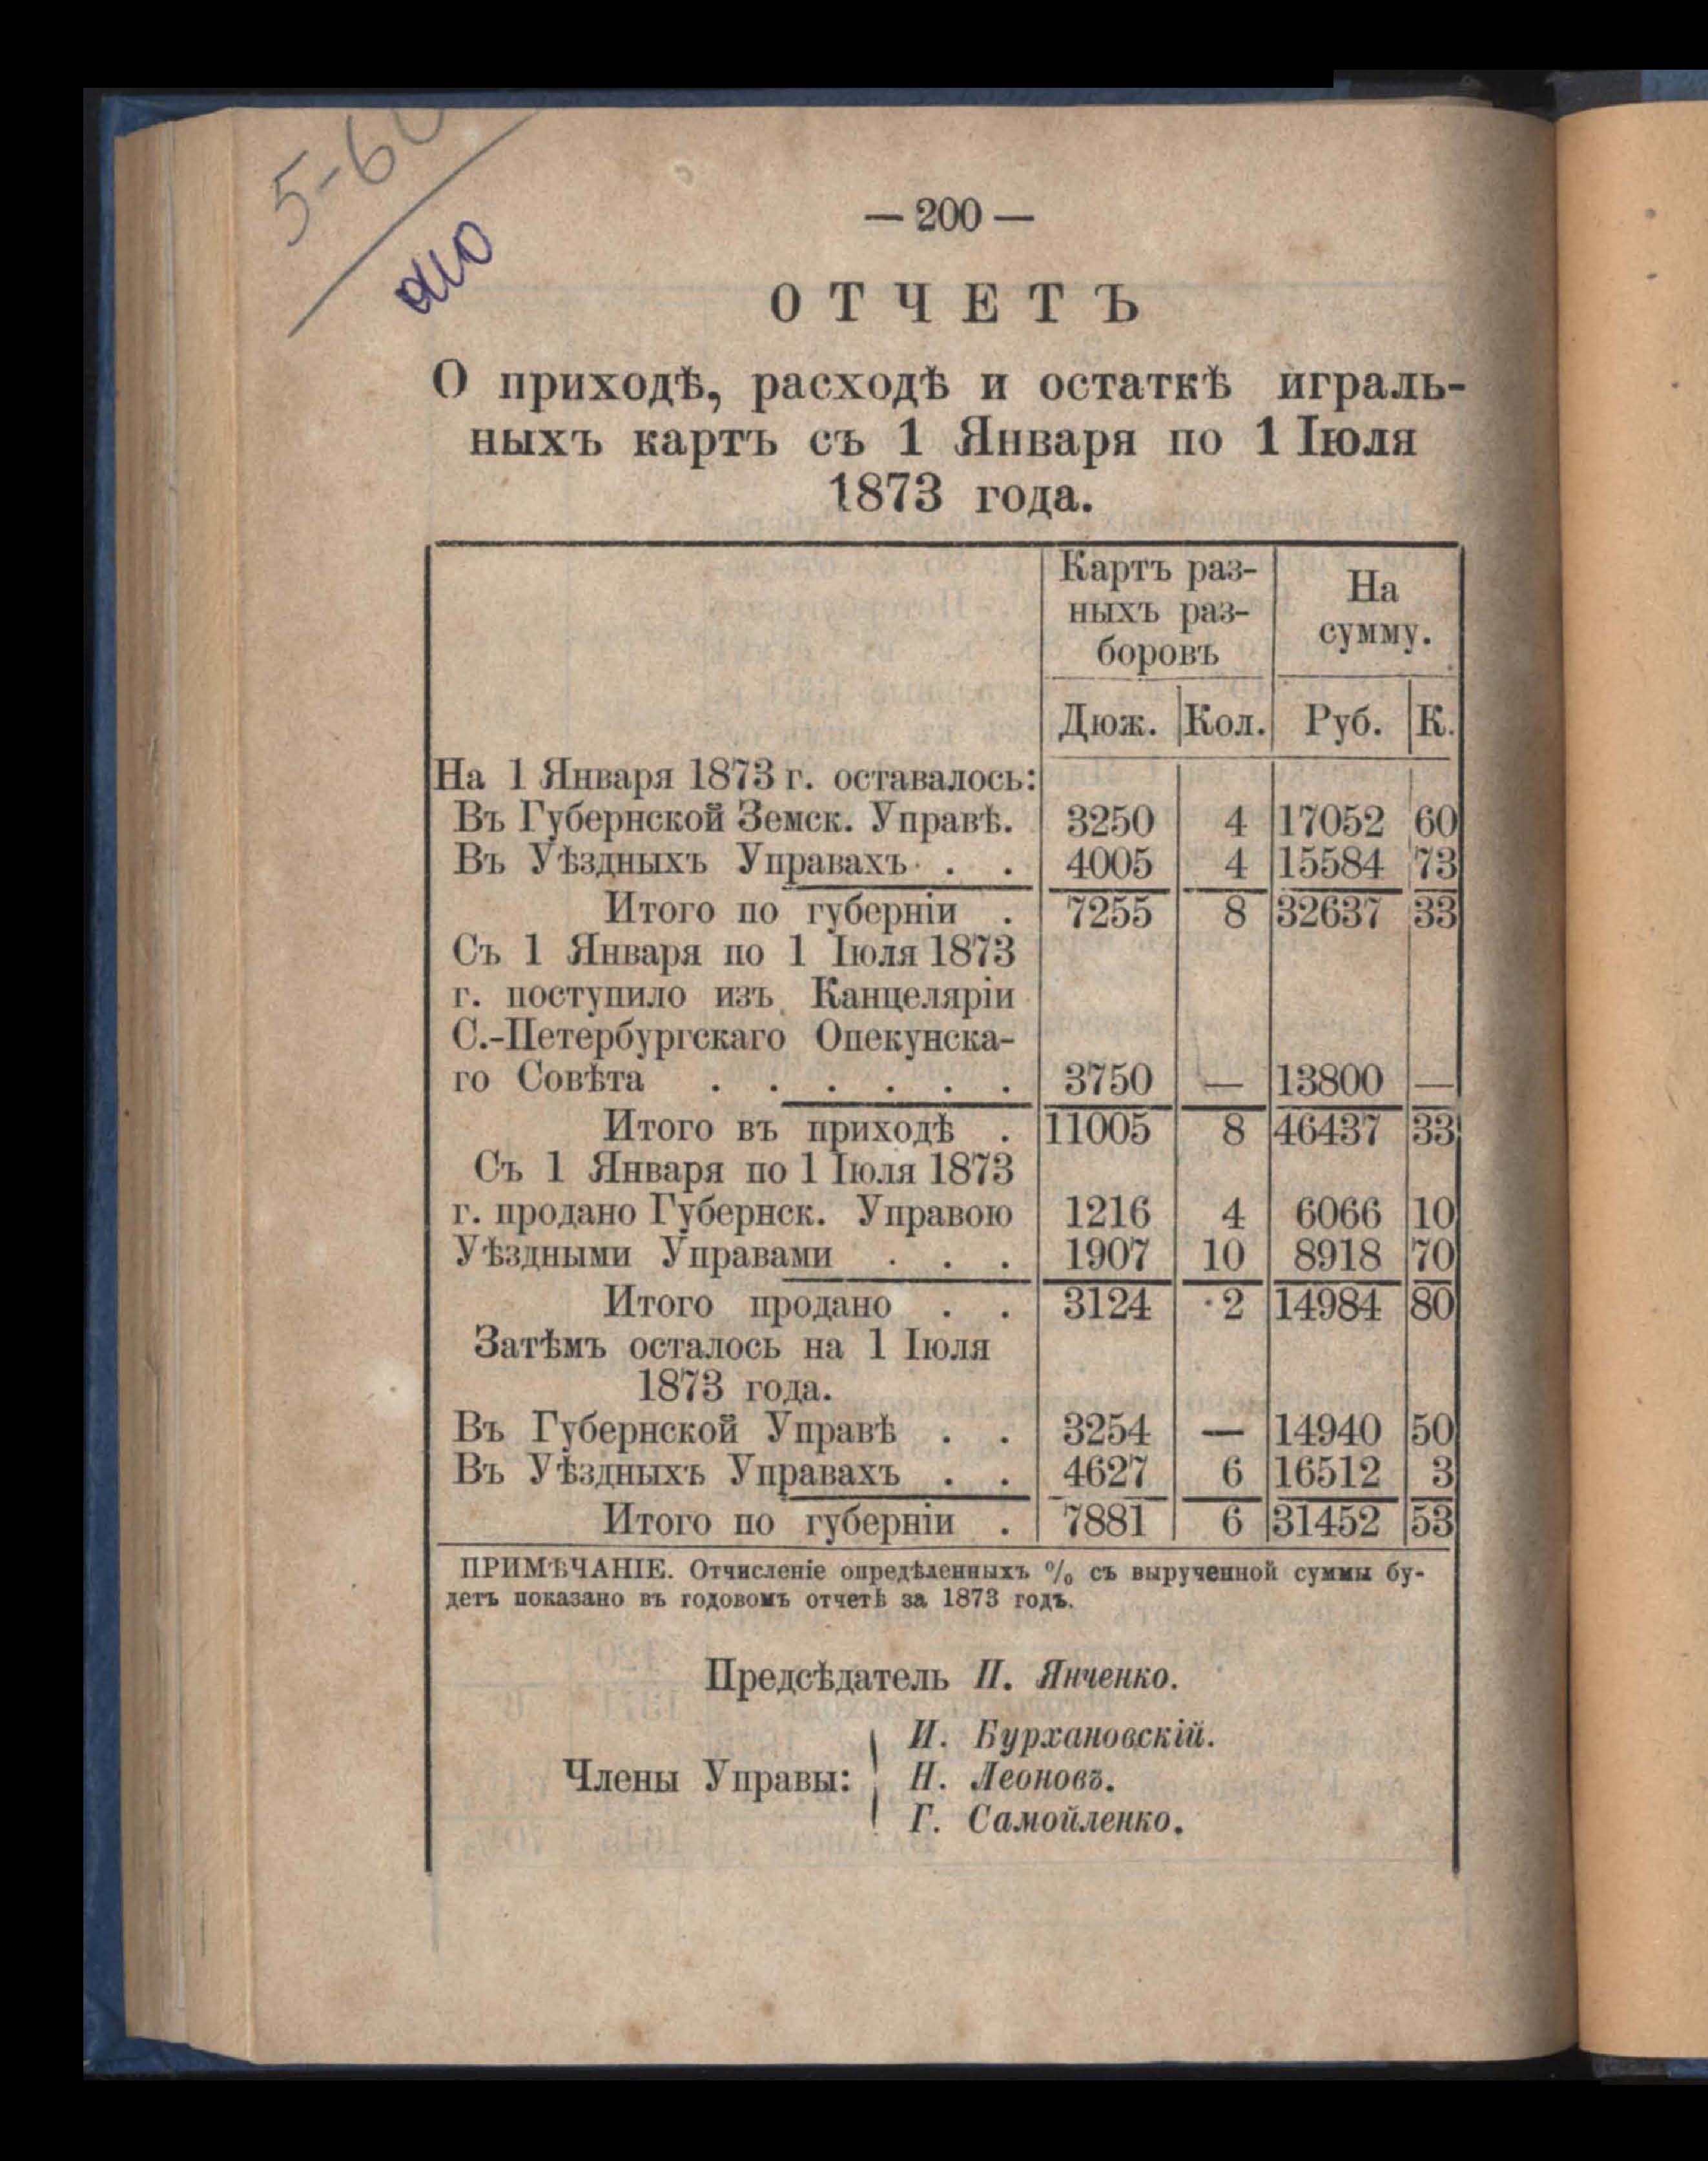 5-60
— 200 —
ОТЧЕТЪ
О приходѣ, расходѣ и остаткѣ играль-
ныхъ картъ съ 1 Января по 1 Іюля
1873 года.
Картъ раз-
ныхъ раз-
боровъ
На
сумму.
Дюж. Кол. Руб. К.
На 1 Января 1873 г. оставалось:
Въ Губернской Земск. Управѣ. 3250 4 17052 60
Въ Уѣздныхъ Управахъ . . 4005 4 15584 73
Итого по губерніи . 7255 8 32637 33
Съ 1 Января по 1 Іюля 1873
г. поступило изъ Канцеляріи
С.-Петербургскаго Опекунска-
го Совѣта . . . . . . 3750 — 13800 —
Итого въ приходѣ . 11005 8 46437 33
Съ 1 Января по 1 Іюля 1873
г. продано Губернск. Управою 1216 4 6066 10
Уѣздными Управами . . . 1907 10 8918 70
Итого продано . . 3124 2 14984 80
Затѣмъ осталось на 1 Іюля
1873 года.
Въ Губернской Управѣ . . 3254 — 14940 50
Въ Уѣздныхъ Управахъ . . 4627 6 16512 3
Итого по губерніи . 7881 6 31452 53
ПРИМѢЧАНІЕ. Отчисленіе опредѣленныхъ % съ вырученной суммы бу-
детъ показано въ годовомъ отчетѣ за 1873 годъ.
Предсѣдатель П. Янченко.
И. Бурхановскій.
Члены Управы: Н. Леоновъ.
Г. Самойленко.